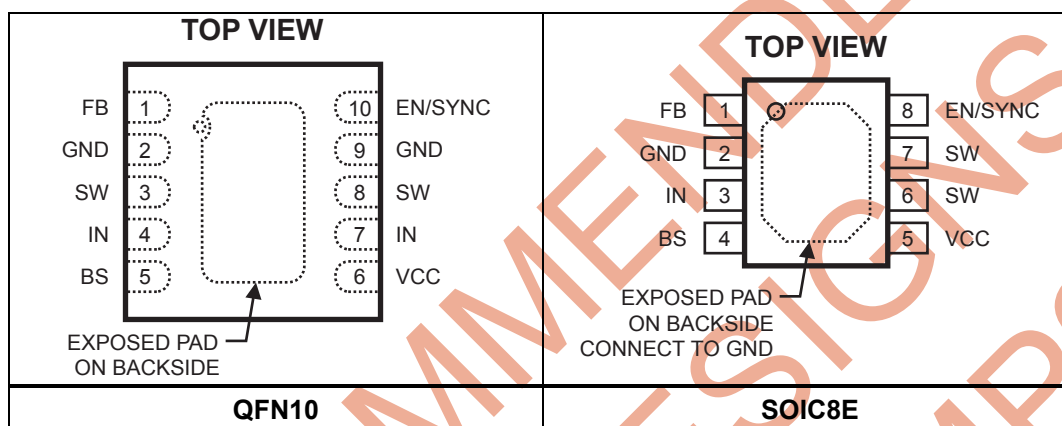 TOP VIEW
FB 1 10 EN/SYNC
GND 2 9 GND
SW 3 8 SW
IN 4 7 IN
BS 5 6 VCC
EXPOSED PAD
ON BACKSIDE
QFN10
TOP VIEW
FB 1 8 EN/SYNC
GND 2 7 SW
IN 3 6 SW
BS 4 5 VCC
EXPOSED PAD
ON BACKSIDE
CONNECT TO GND
SOIC8E